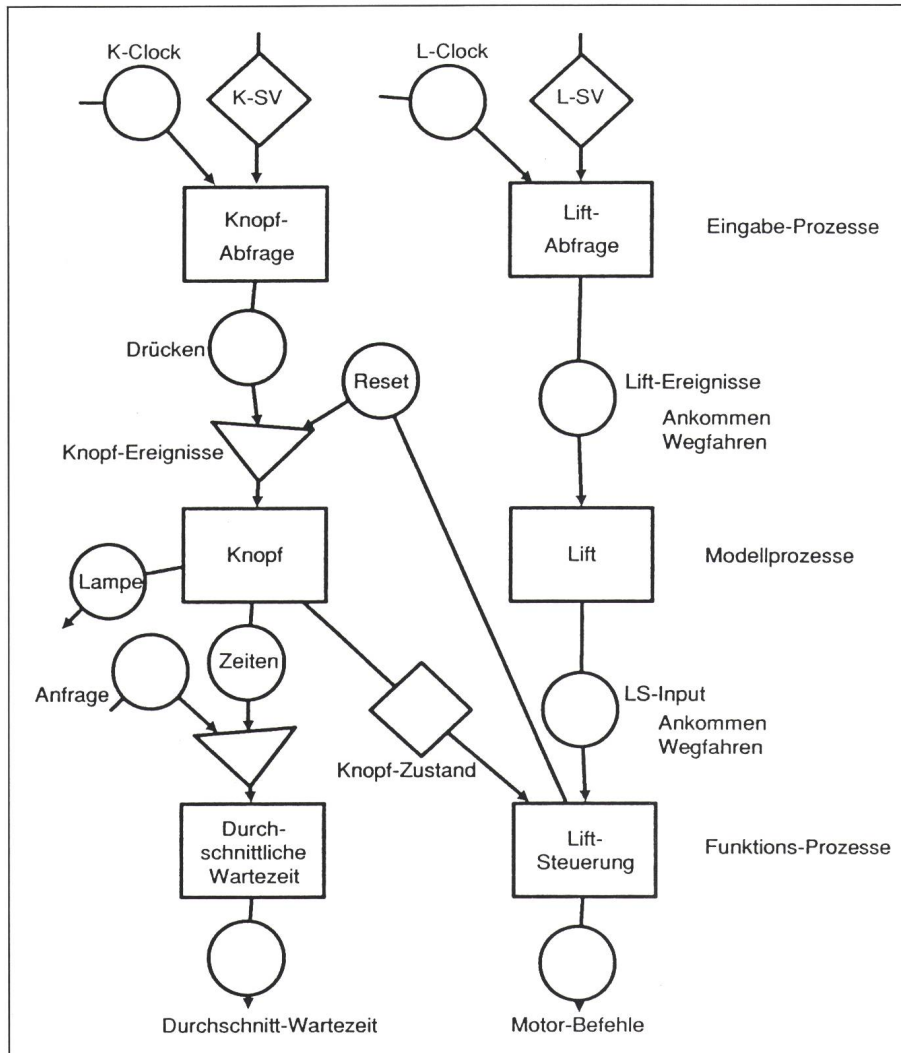 K-Clock
K-SV
L-Clock
L-SV
Knopf-
Abfrage
Lift-
Abfrage
Eingabe-Prozesse
Drücken
Reset
Lift-Ereignisse
Ankommen
Wegfahren
Knopf-Ereignisse
Knopf
Lift
Modellprozesse
Lampe
Zeiten
Anfrage
LS-Input
Ankommen
Wegfahren
Knopf-Zustand
Durch-
schnittliche
Wartezeit
Lift-
Steuerung
Funktions-Prozesse
Durchschnitt-Wartezeit
Motor-Befehle